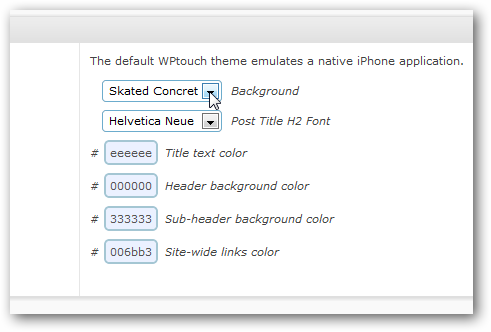 The default WPtouch theme emulates a native iPhone application.
Skated Concret Background
Helvetica Neue Post Title H2 Font
# eeeeee Title text color
# 000000 Header background color
# 333333 Sub-header background color
# 006bb3 Site-wide links color